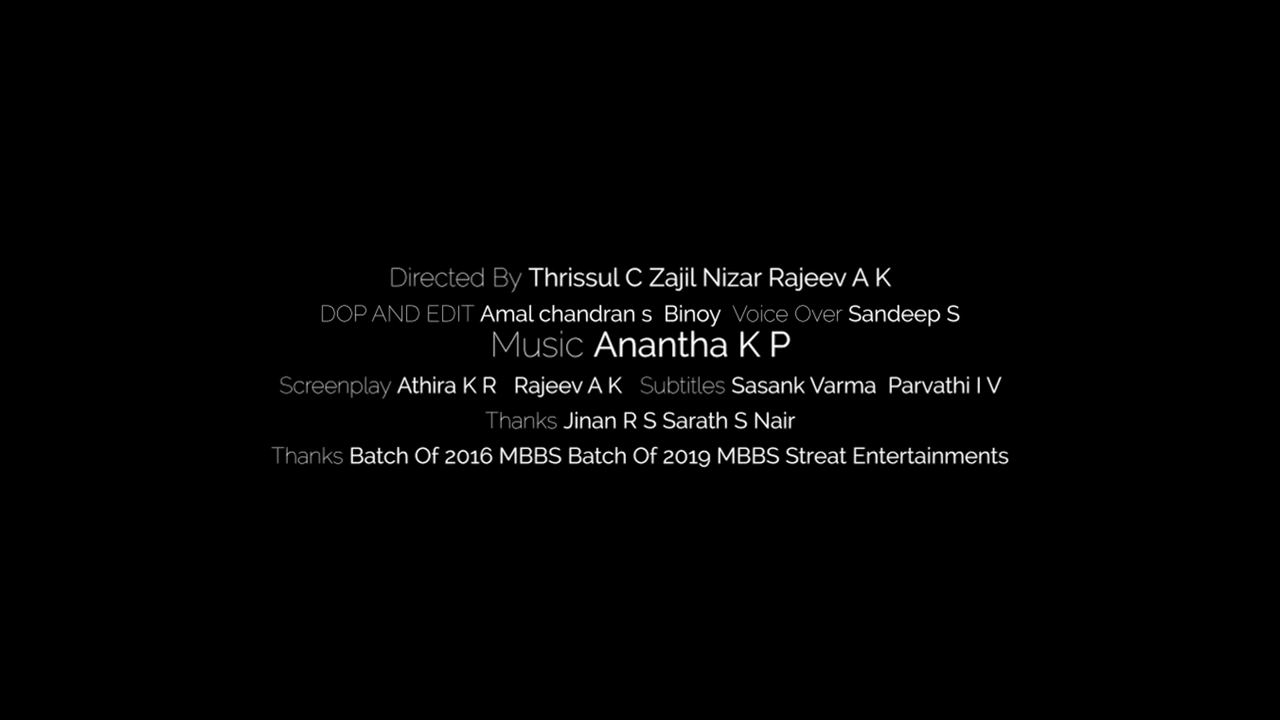 Directed By Thrissul C Zajil Nizar Rajeev A K
DOP AND EDIT Amal chandran s Binoy Voice Over Sandeep S
Music Anantha K P
Screenplay Athira K R Rajeev A K Subtitles Sasank Varma Parvathi I V
Thanks Jinan R S Sarath S Nair
Thanks Batch Of 2016 MBBS Batch Of 2019 MBBS Streat Entertainments